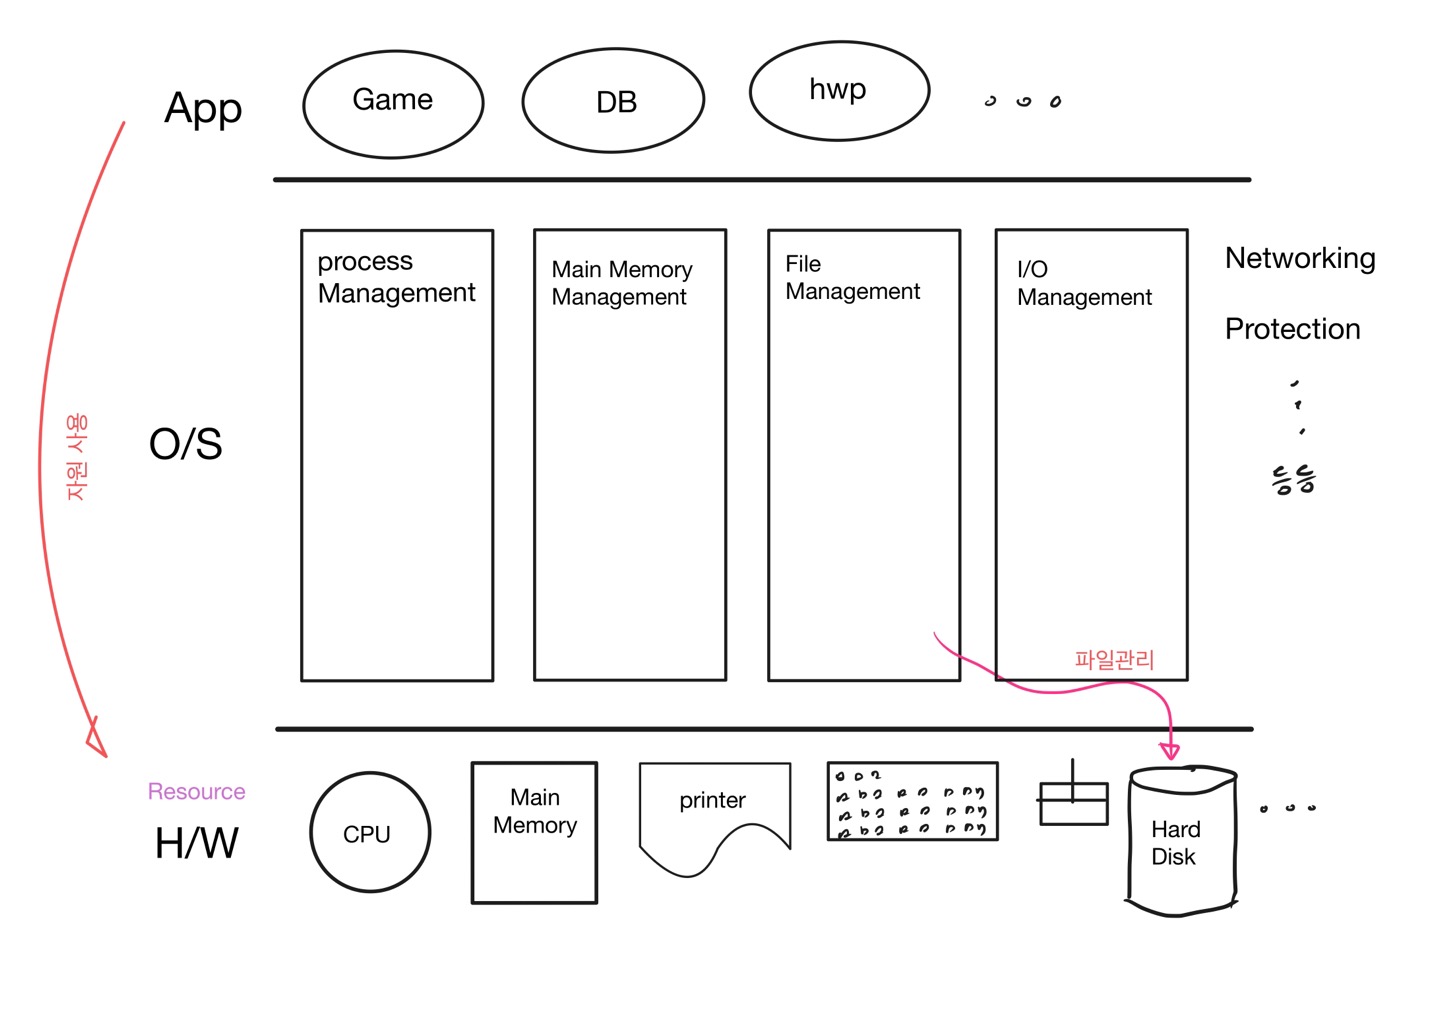 App
Game
DB
hwp
process
Management
Main Memory
Management
File
Management
I/O
Management
Networking
Protection
등등
자원 사용
O/S
파일관리
Resource
H/W
CPU
Main
Memory
printer
Hard
Disk